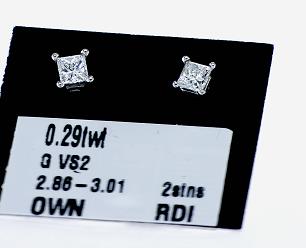 0.29twt
G VS2
2.86-3.01 2stns
OWN RDI